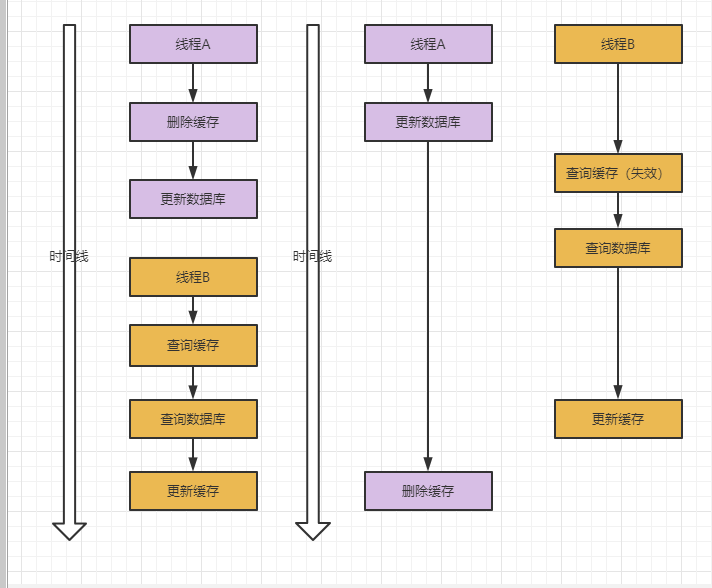 线程A
删除缓存
更新数据库
时间线
线程B
查询缓存
查询数据库
更新缓存
时间线
线程A
更新数据库
删除缓存
线程B
查询缓存（失效）
查询数据库
更新缓存